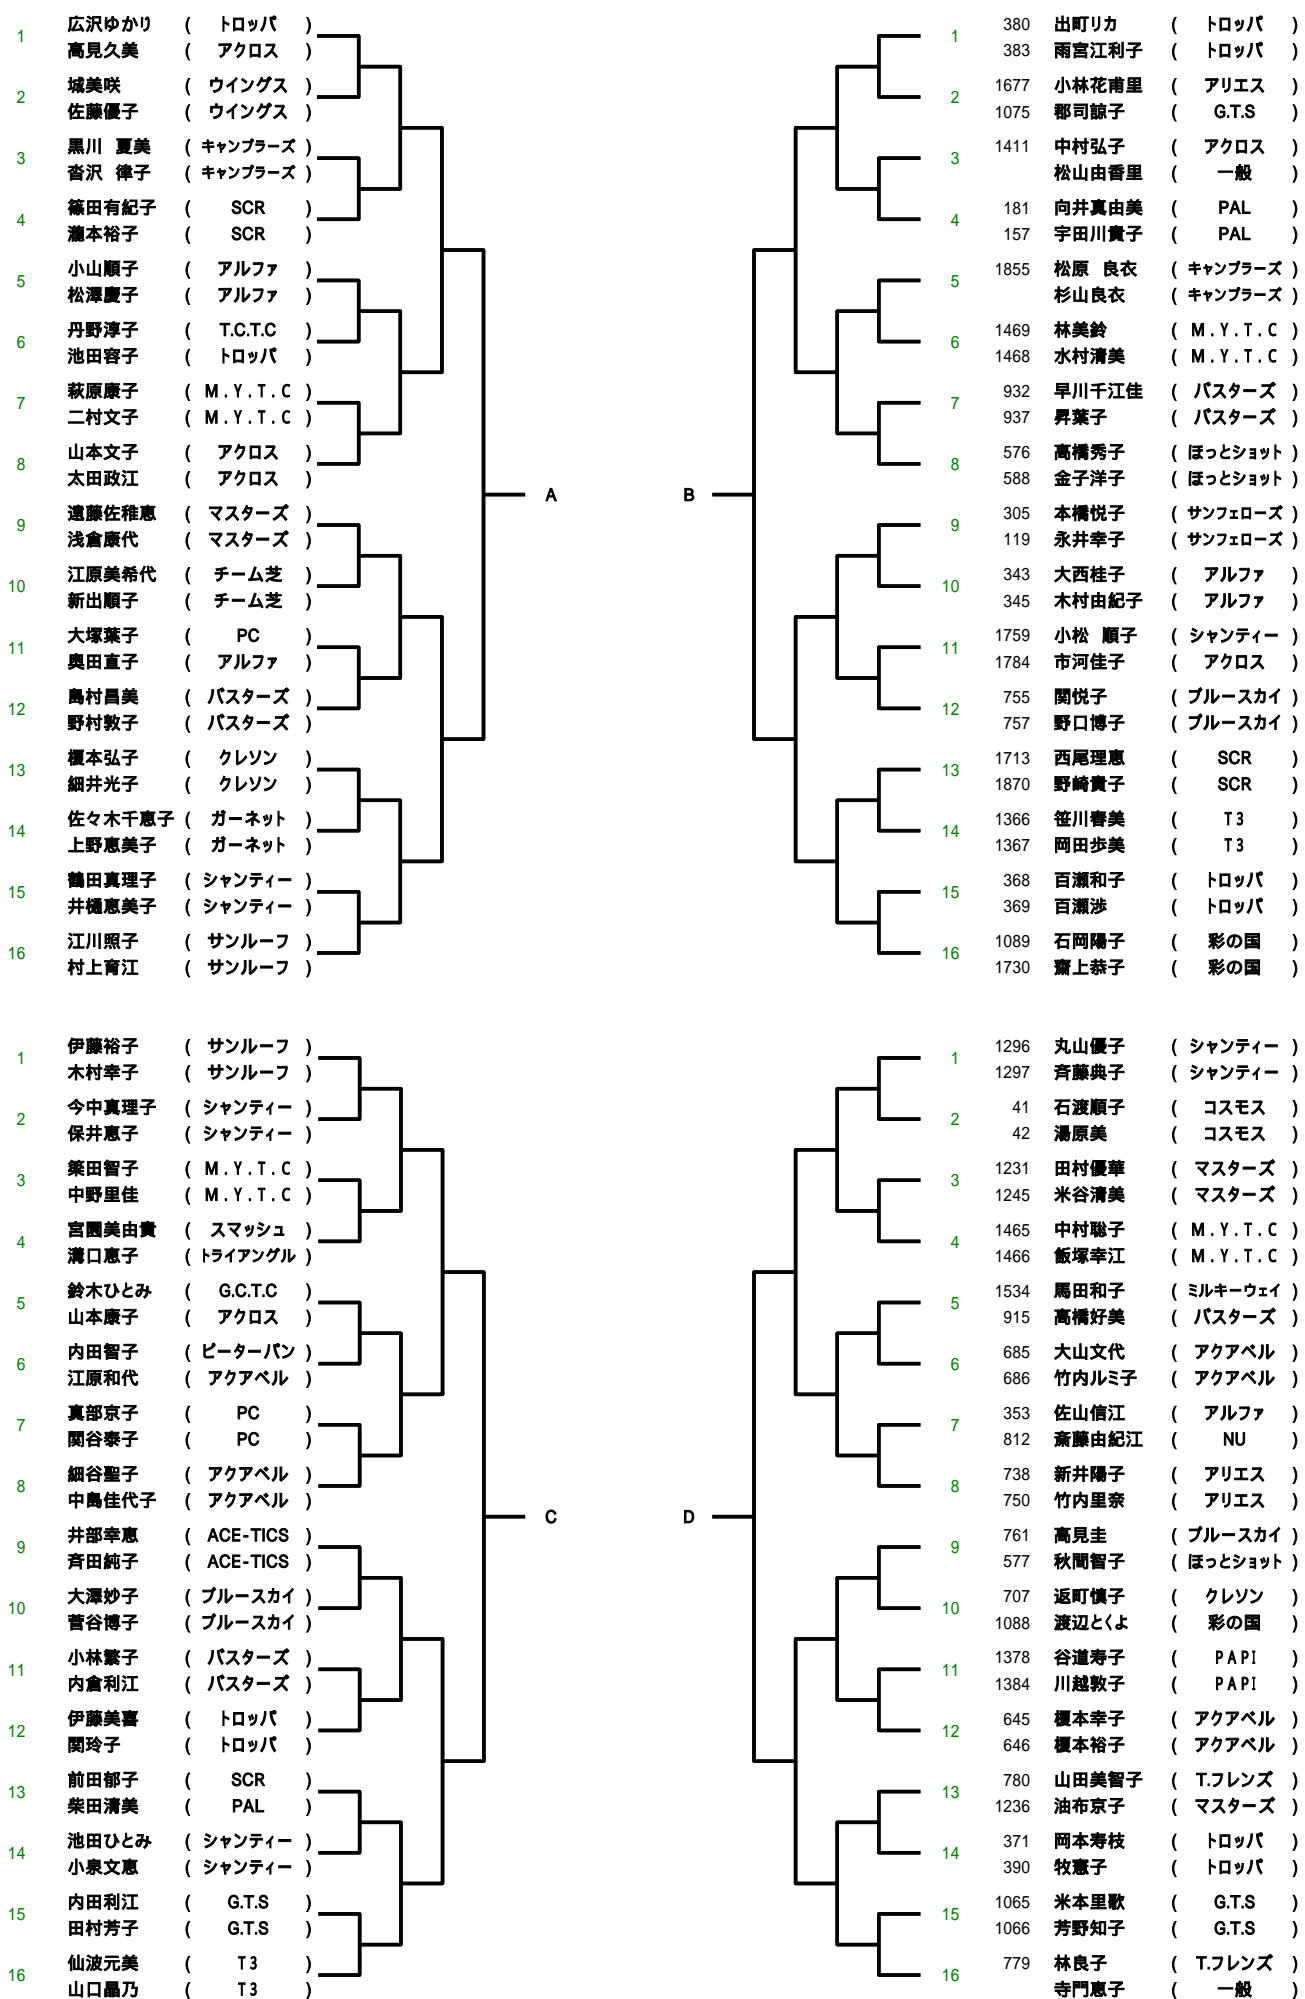 1 広沢ゆかり ( トロッパ )
高見久美 ( アクロス )
2 城美咲 ( ウイングス )
佐藤優子 ( ウイングス )
3 黒川 夏美 ( キャンブラーズ )
沓沢 律子 ( キャンブラーズ )
4 篠田有紀子 ( SCR )
瀧本裕子 ( SCR )
5 小山順子 ( アルファ )
松澤慶子 ( アルファ )
6 丹野淳子 ( T.C.T.C )
池田容子 ( トロッパ )
7 萩原康子 ( M.Y.T.C )
二村文子 ( M.Y.T.C )
8 山本文子 ( アクロス )
太田政江 ( アクロス )
9 遠藤佐稚恵 ( マスターズ )
浅倉康代 ( マスターズ )
10 江原美希代 ( チーム芝 )
新出順子 ( チーム芝 )
11 大塚葉子 ( PC )
奥田直子 ( アルファ )
12 島村昌美 ( バスターズ )
野村敦子 ( バスターズ )
13 榎本弘子 ( クレソン )
細井光子 ( クレソン )
14 佐々木千恵子 ( ガーネット )
上野恵美子 ( ガーネット )
15 鶴田真理子 ( シャンティー )
井樋恵美子 ( シャンティー )
16 江川照子 ( サンルーフ )
村上育江 ( サンルーフ )
A
B
1 380 出町リカ ( トロッパ )
383 雨宮江利子 ( トロッパ )
2 1677 小林花甫里 ( アリエス )
1075 郡司諒子 ( G.T.S )
3 1411 中村弘子 ( アクロス )
松山由香里 ( 一般 )
4 181 向井真由美 ( PAL )
157 宇田川貴子 ( PAL )
5 1855 松原 良衣 ( キャンブラーズ )
杉山良衣 ( キャンブラーズ )
6 1469 林美鈴 ( M.Y.T.C )
1468 水村清美 ( M.Y.T.C )
7 932 早川千江佳 ( バスターズ )
937 昇葉子 ( バスターズ )
8 576 高橋秀子 ( ほっとショット )
588 金子洋子 ( ほっとショット )
9 305 本橋悦子 ( サンフェローズ )
119 永井幸子 ( サンフェローズ )
10 343 大西桂子 ( アルファ )
345 木村由紀子 ( アルファ )
11 1759 小松 順子 ( シャンティー )
1784 市河佳子 ( アクロス )
12 755 関悦子 ( ブルースカイ )
757 野口博子 ( ブルースカイ )
13 1713 西尾理恵 ( SCR )
1870 野崎貴子 ( SCR )
14 1366 笹川春美 ( T3 )
1367 岡田歩美 ( T3 )
15 368 百瀬和子 ( トロッパ )
369 百瀬渉 ( トロッパ )
16 1089 石岡陽子 ( 彩の国 )
1730 齋上恭子 ( 彩の国 )
1 伊藤裕子 ( サンルーフ )
木村幸子 ( サンルーフ )
2 今中真理子 ( シャンティー )
保井恵子 ( シャンティー )
3 築田智子 ( M.Y.T.C )
中野里佳 ( M.Y.T.C )
4 宮園美由貴 ( スマッシュ )
溝口恵子 ( トライアングル )
5 鈴木ひとみ ( G.C.T.C )
山本康子 ( アクロス )
6 内田智子 ( ピーターパン )
江原和代 ( アクアベル )
7 真部京子 ( PC )
関谷泰子 ( PC )
8 細谷聖子 ( アクアベル )
中島佳代子 ( アクアベル )
9 井部幸恵 ( ACE-TICS )
斉田純子 ( ACE-TICS )
10 大澤妙子 ( ブルースカイ )
菅谷博子 ( ブルースカイ )
11 小林繁子 ( バスターズ )
内倉利江 ( バスターズ )
12 伊藤美喜 ( トロッパ )
関玲子 ( トロッパ )
13 前田郁子 ( SCR )
柴田清美 ( PAL )
14 池田ひとみ ( シャンティー )
小泉文恵 ( シャンティー )
15 内田利江 ( G.T.S )
田村芳子 ( G.T.S )
16 仙波元美 ( T3 )
山口晶乃 ( T3 )
C
D
1 1296 丸山優子 ( シャンティー )
1297 斉藤典子 ( シャンティー )
2 41 石渡順子 ( コスモス )
42 湯原美 ( コスモス )
3 1231 田村優華 ( マスターズ )
1245 米谷清美 ( マスターズ )
4 1465 中村聡子 ( M.Y.T.C )
1466 飯塚幸江 ( M.Y.T.C )
5 1534 馬田和子 ( ミルキーウェイ )
915 高橋好美 ( バスターズ )
6 685 大山文代 ( アクアベル )
686 竹内ルミ子 ( アクアベル )
7 353 佐山信江 ( アルファ )
812 斎藤由紀江 ( NU )
8 738 新井陽子 ( アリエス )
750 竹内里奈 ( アリエス )
9 761 高見圭 ( ブルースカイ )
577 秋間智子 ( ほっとショット )
10 707 返町慎子 ( クレソン )
1088 渡辺とくよ ( 彩の国 )
11 1378 谷道寿子 ( PAPI )
1384 川越敦子 ( PAPI )
12 645 榎本幸子 ( アクアベル )
646 榎本裕子 ( アクアベル )
13 780 山田美智子 ( T.フレンズ )
1236 油布京子 ( マスターズ )
14 371 岡本寿枝 ( トロッパ )
390 牧憲子 ( トロッパ )
15 1065 米本里歌 ( G.T.S )
1066 芳野知子 ( G.T.S )
16 779 林良子 ( T.フレンズ )
寺門恵子 ( 一般 )